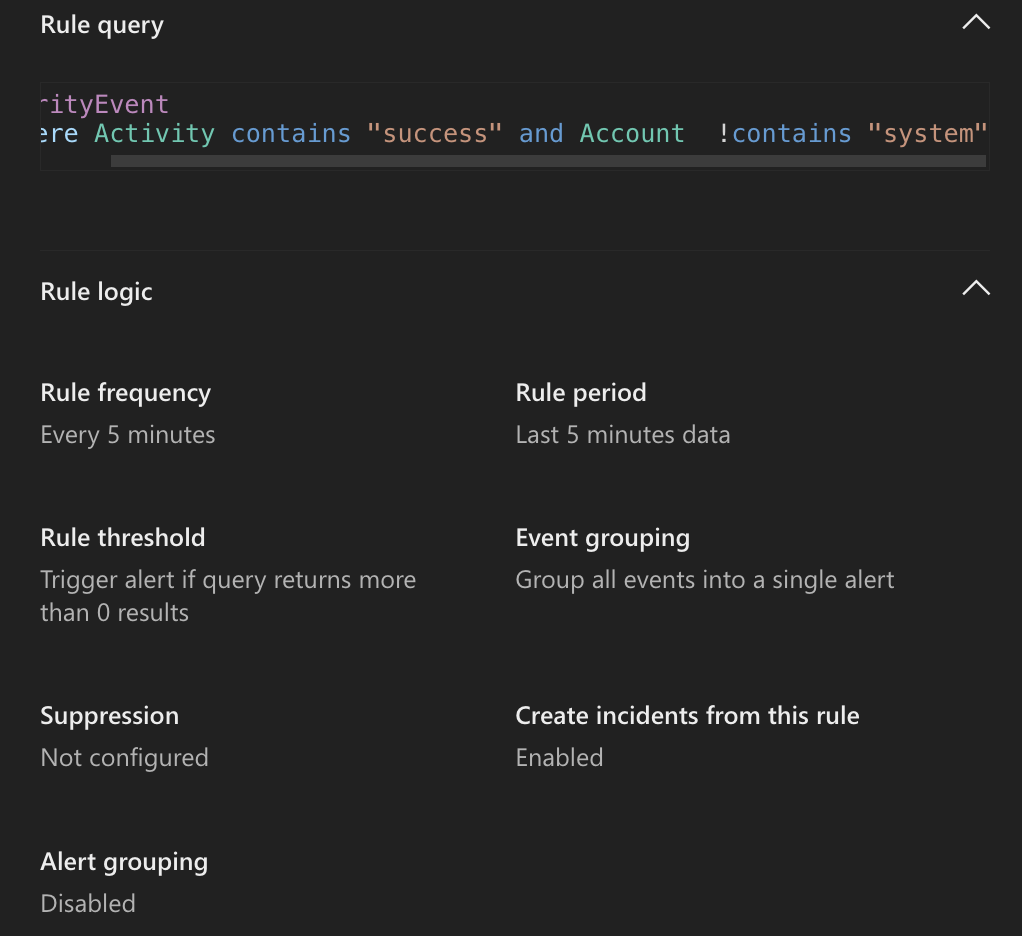 Rule query
rityEvent
ere Activity contains "success" and Account  !contains "system"
Rule logic
Rule frequency
Every 5 minutes
Rule period
Last 5 minutes data
Rule threshold
Trigger alert if query returns more
than 0 results
Event grouping
Group all events into a single alert
Suppression
Not configured
Create incidents from this rule
Enabled
Alert grouping
Disabled